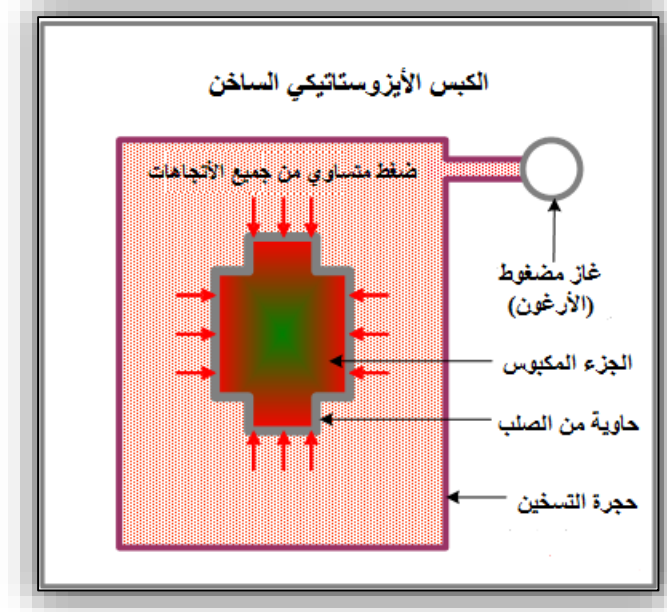 الكبس الأيزوستاتيكي الساخن
ضغط متساوي من جميع الأتجاهات
غاز مضغوط
(الأرغون)
الجزء المكبوس
حاوية من الصلب
حجرة التسخين